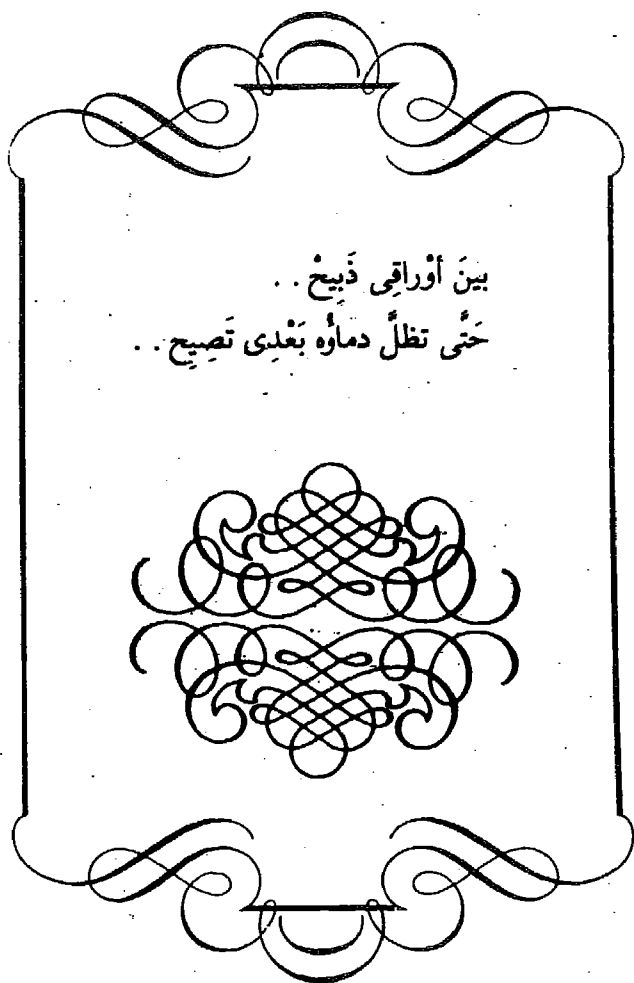 بينَ أوْراقِى ذَبِيحْ . .
حَتَّى تظلَّ دماؤُه بَعْدِى تَصِيح . .